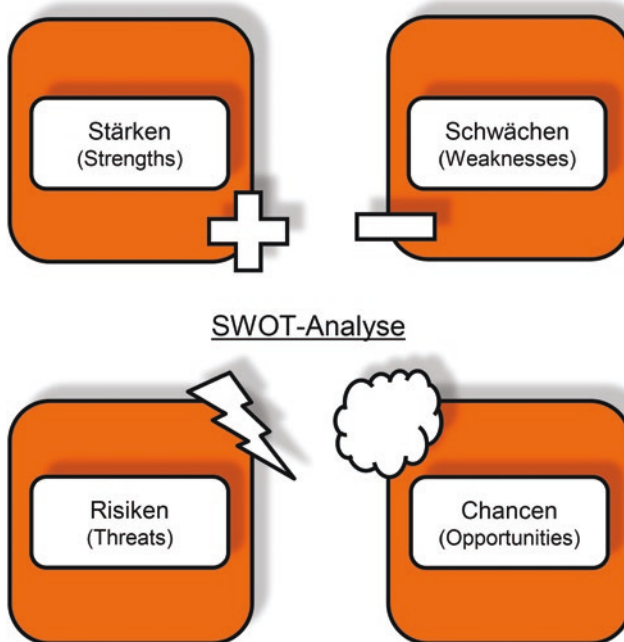 Stärken
(Strengths)
Schwächen
(Weaknesses)
SWOT-Analyse
Risiken
(Threats)
Chancen
(Opportunities)